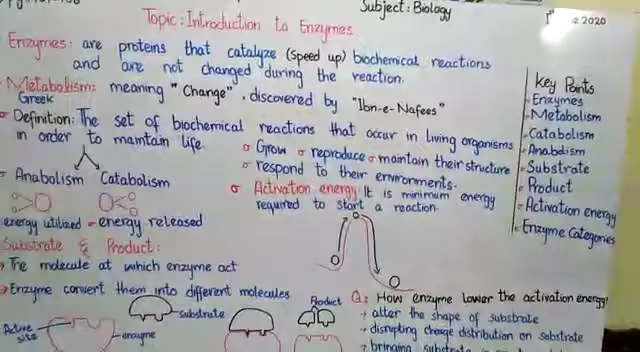 Subject: Biology
2020
Topic: Introduction to Enzymes
Enzymes: are proteins that catalyze (speed up) biochemical reactions
and are not changed during the reaction.
Metabolism: meaning "Change", discovered by "Ibn-e-Nafees"
Greek
Definition: The set of biochemical reactions that occur in living organisms
in order to maintain life.
Grow reproduce maintain their structure
respond to their environments.
Anabolism Catabolism
energy utilized energy released
Activation energy: It is minimum energy
required to start a reaction.
Substrate & Product:
The molecule at which enzyme act
Enzyme convert them into different molecules
substrate
Product
Active site
enzyme
Q: How enzyme lower the activation energy?
alter the shape of substrate
disrupting charge distribution on substrate
bringing substrate
Key Points
Enzymes
Metabolism
Catabolism
Anabolism
Substrate
Product
Activation energy
Enzyme Categories